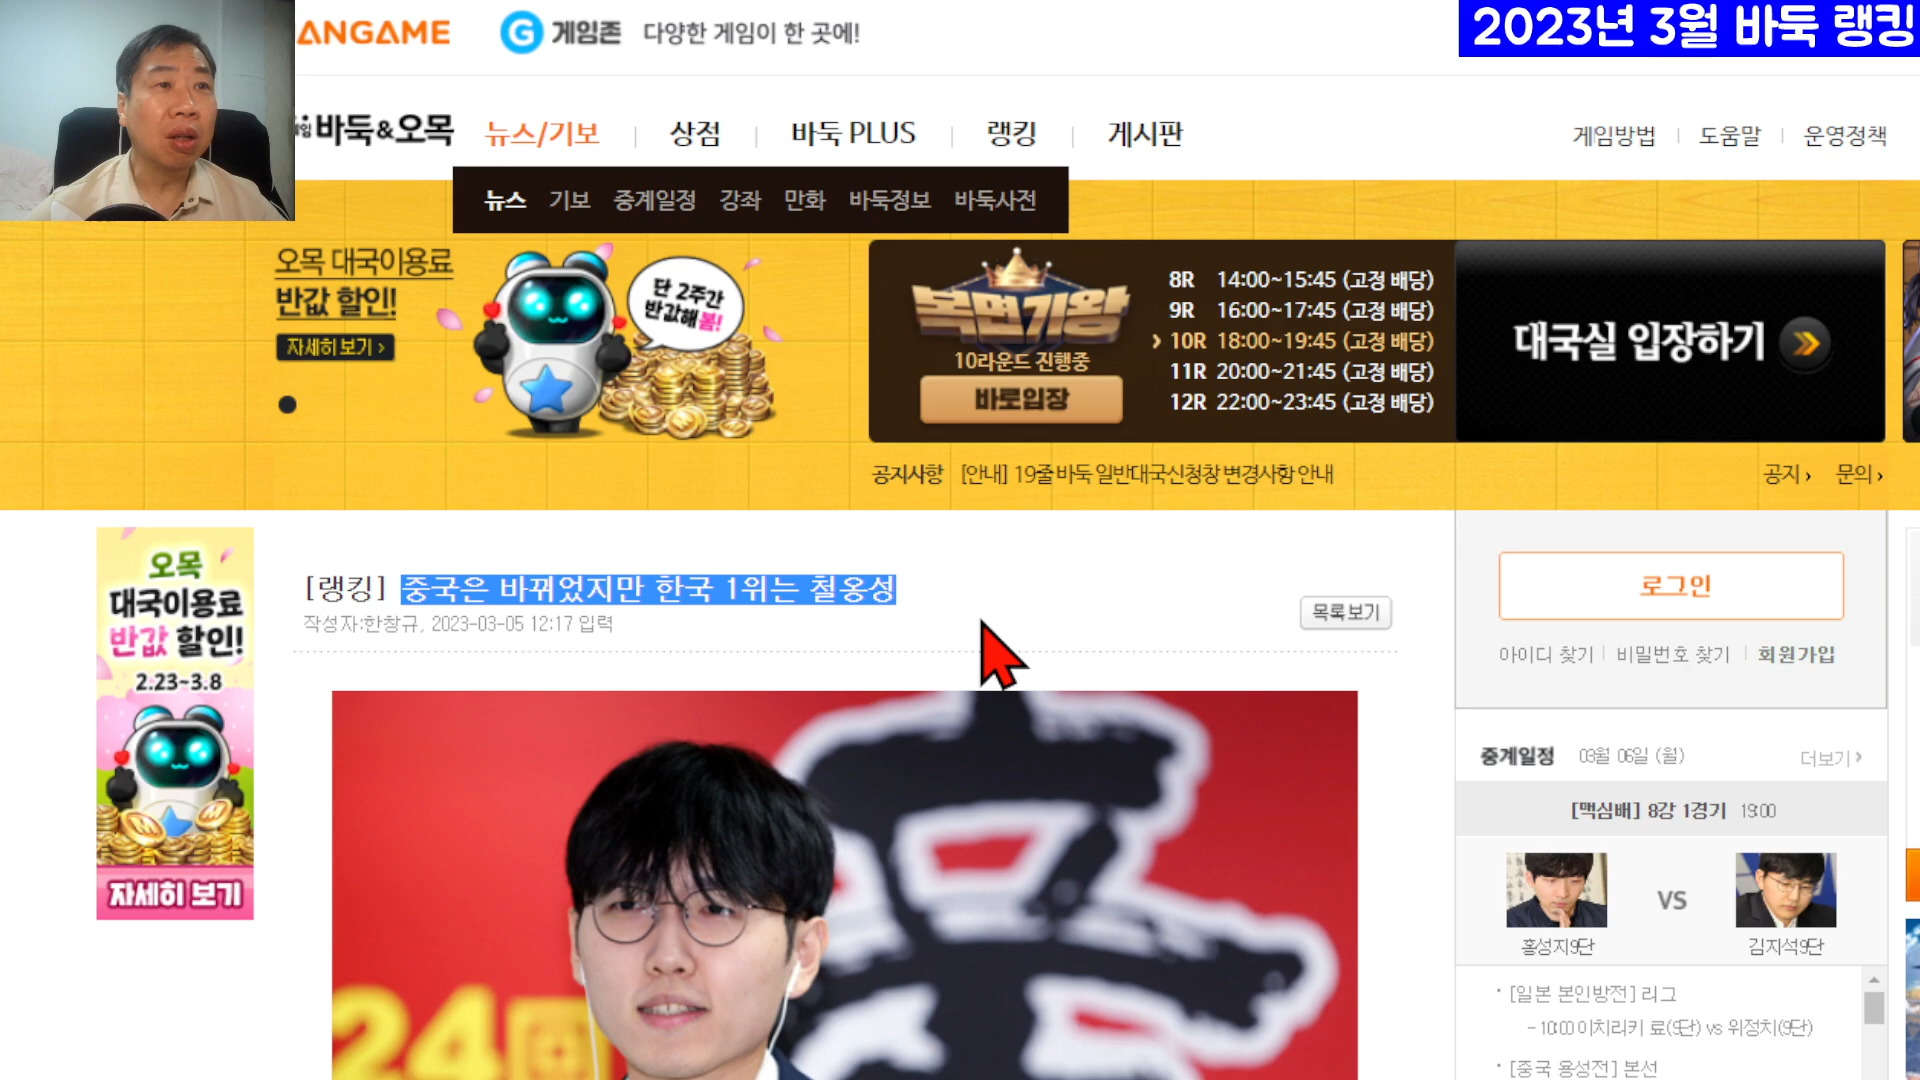 ANGAME
G 게임존 다양한 게임이 한 곳에!
2023년 3월 바둑 랭킹
바둑&오목
뉴스/기보 | 상점 | 바둑 PLUS | 랭킹 | 게시판
게임방법 | 도움말 | 운영정책
뉴스 기보 중계일정 강좌 만화 바둑정보 바둑사전
오목 대국이용료
반값 할인!
자세히 보기 >
단 2주간
반값해봄!
복면기왕
10라운드 진행중
바로입장
8R 14:00~15:45 (고정 배당)
9R 16:00~17:45 (고정 배당)
› 10R 18:00~19:45 (고정 배당)
11R 20:00~21:45 (고정 배당)
12R 22:00~23:45 (고정 배당)
대국실 입장하기
공지사항 [안내] 19줄 바둑 일반대국신청창 변경사항 안내
공지 › 문의 ›
오목
대국이용료
반값 할인!
2.23~3.8
자세히 보기
[랭킹] 중국은 바뀌었지만 한국 1위는 철옹성
작성자:한창규, 2023-03-05 12:17 입력
목록보기
24
로그인
아이디 찾기 | 비밀번호 찾기 | 회원가입
중계일정 03월 06일 (월) 더보기 >
[맥심배] 8강 1경기 19:00
VS
홍성지9단 김지석9단
· [일본 본인방전] 리그
- 10:00 이치리키 료(9단) vs 위정치(9단)
· [중국 용성전] 본선